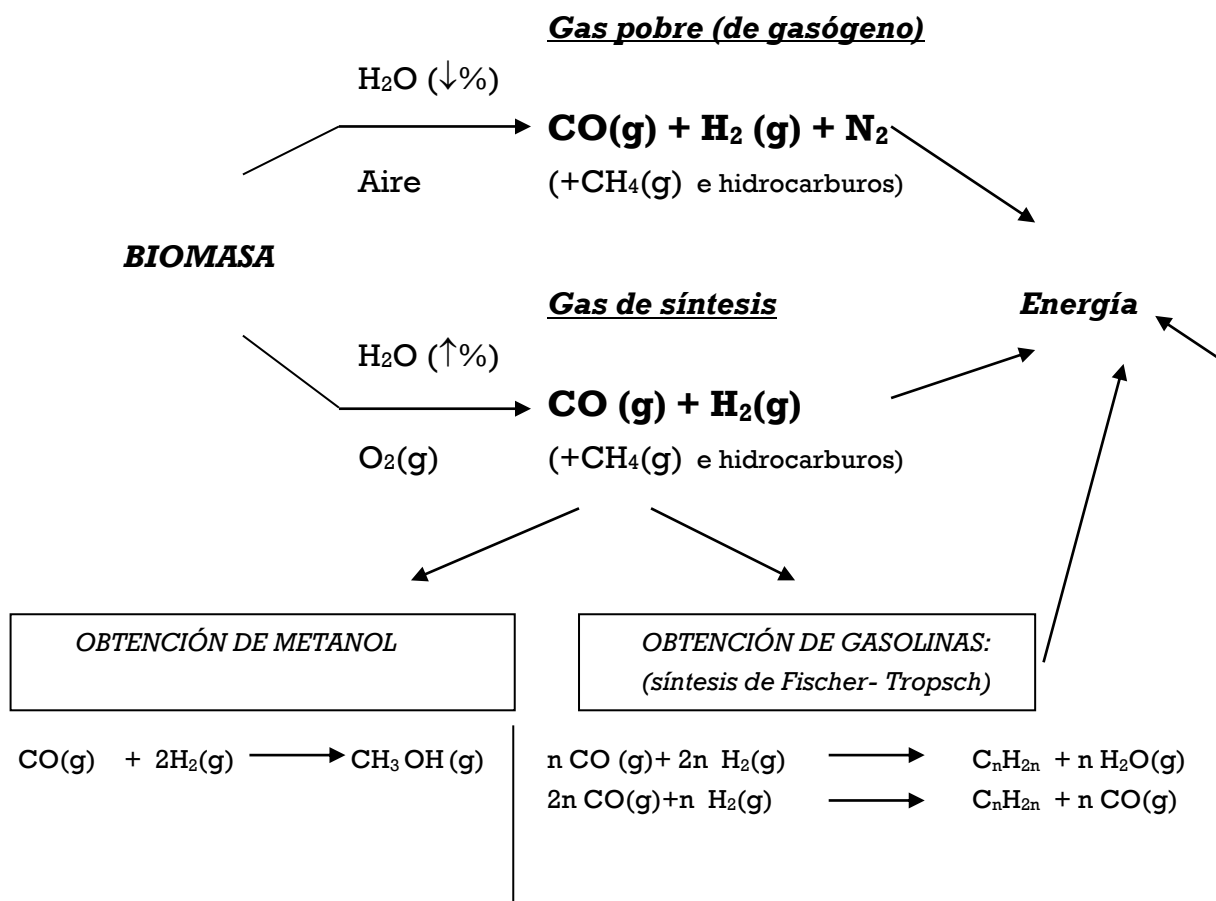 Gas pobre (de gasógeno)
H₂O (↓%)
CO(g) + H₂ (g) + N₂
Aire
(+CH₄(g) e hidrocarburos)
BIOMASA
Gas de síntesis
Energía
H₂O (↑%)
CO (g) + H₂(g)
O₂(g)
(+CH₄(g) e hidrocarburos)
OBTENCIÓN DE METANOL
OBTENCIÓN DE GASOLINAS:
(síntesis de Fischer- Tropsch)
CO(g) + 2H₂(g) → CH₃ OH (g)
n CO (g)+ 2n H₂(g) → CₙH₂ₙ + n H₂O(g)
2n CO(g)+n H₂(g) → CₙH₂ₙ + n CO(g)